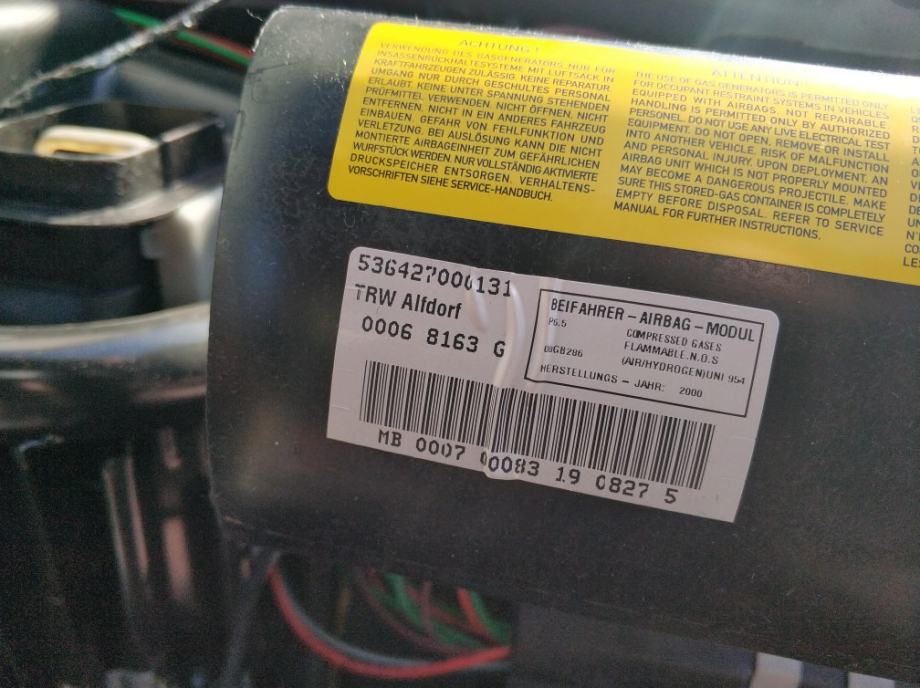 ACHTUNG !
VERWENDUNG DES GASGENERATORS NUR FÜR
INSASSENRÜCKHALTESYSTEME MIT LUFTSACK IN
KRAFTFAHRZEUGEN ZULÄSSIG. KEINE REPARATUR.
UMGANG NUR DURCH GESCHULTES PERSONAL
ERLAUBT. KEINE UNTER SPANNUNG STEHENDEN
PRÜFMITTEL VERWENDEN, NICHT ÖFFNEN, NICHT
ENTFERNEN, NICHT IN EIN ANDERES FAHRZEUG
EINBAUEN. GEFAHR VON FEHLFUNKTION UND
VERLETZUNG. BEI AUSLÖSUNG KANN DIE NICHT
MONTIERTE AIRBAGEINHEIT ZUM GEFÄHRLICHEN
WURFSTÜCK WERDEN. NUR VOLLSTÄNDIG AKTIVIERTE
DRUCKSPEICHER ENTSORGEN. VERHALTENS-
VORSCHRIFTEN SIEHE SERVICE-HANDBUCH.
ATTENTION
THE USE OF GAS GENERATORS IS PERMITTED ONLY
FOR OCCUPANT RESTRAINT SYSTEMS IN VEHICLES
EQUIPPED WITH AIRBAGS. NOT REPAIRABLE.
HANDLING IS PERMITTED ONLY BY AUTHORIZED
PERSONNEL. DO NOT USE ANY LIVE ELECTRICAL TEST
EQUIPMENT. DO NOT OPEN, REMOVE OR INSTALL
INTO ANOTHER VEHICLE. RISK OF MALFUNCTION
AND PERSONAL INJURY. UPON DEPLOYMENT, AN
AIRBAG UNIT WHICH IS NOT PROPERLY MOUNTED
MAY BECOME A DANGEROUS PROJECTILE. MAKE
SURE THIS STORED-GAS CONTAINER IS COMPLETELY
EMPTY BEFORE DISPOSAL. REFER TO SERVICE
MANUAL FOR FURTHER INSTRUCTIONS.
536427000131
TRW Alfdorf
0006 8163 G
BEIFAHRER-AIRBAG-MODUL
P6.5
COMPRESSED GASES
FLAMMABLE.N.O.S
(AIR/HYDROGEN)UNI 954
HERSTELLUNGS - JAHR: 2000
MB 0007 00083 19 0827 5